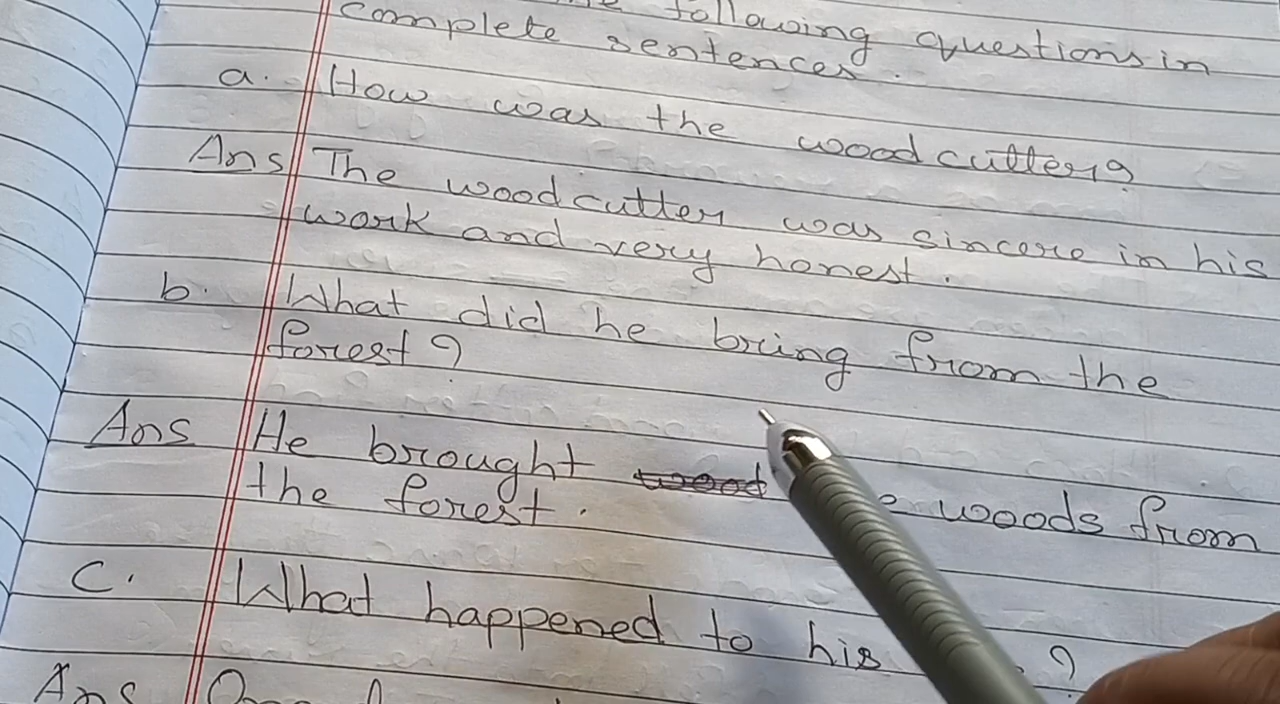 following questions in
complete sentences.
a. How was the woodcutter?
Ans The woodcutter was sincere in his
work and very honest.
b. What did he bring from the
forest?
Ans He brought woods from
the forest.
c. What happened to his ?
Ans